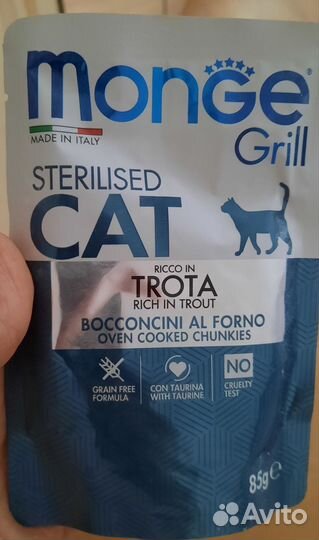 Monge®
MADE IN ITALY
Grill
STERILISED
CAT
RICCO IN
TROTA
RICH IN TROUT
BOCCONCINI AL FORNO
OVEN COOKED CHUNKIES
GRAIN FREE
FORMULA
CON TAURINA
WITH TAURINE
NO
CRUELTY
TEST
85g℮
Avito